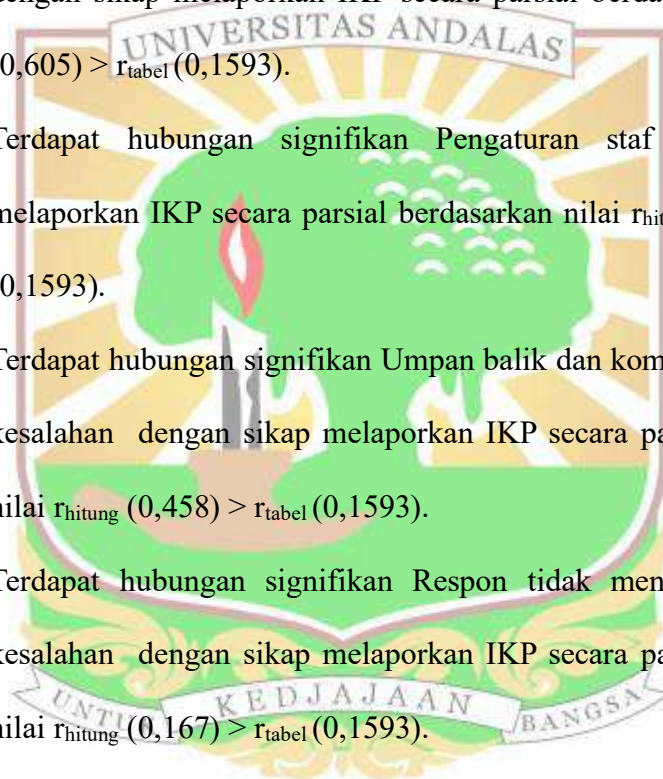 dengan sikap melaporkan IKP secara parsial berda
UNIVERSITAS ANDALAS
0,605) > rtabel (0,1593).
Terdapat hubungan signifikan Pengaturan staf
melaporkan IKP secara parsial berdasarkan nilai rhit
0,1593).
Terdapat hubungan signifikan Umpan balik dan kom
kesalahan dengan sikap melaporkan IKP secara pa
nilai rhitung (0,458) > rtabel (0,1593).
Terdapat hubungan signifikan Respon tidak men
kesalahan dengan sikap melaporkan IKP secara pa
UNTU KEDJAJAAN BANGSA
nilai rhitung (0,167) > rtabel (0,1593).